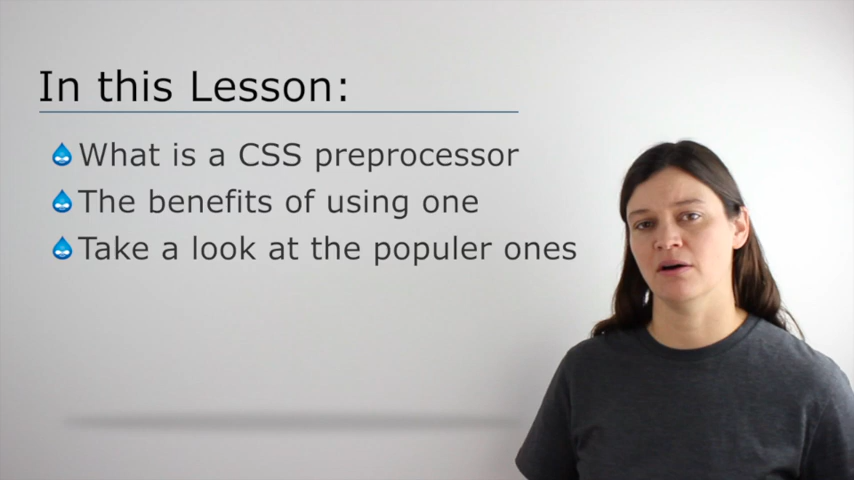 In this Lesson:
What is a CSS preprocessor
The benefits of using one
Take a look at the populer ones